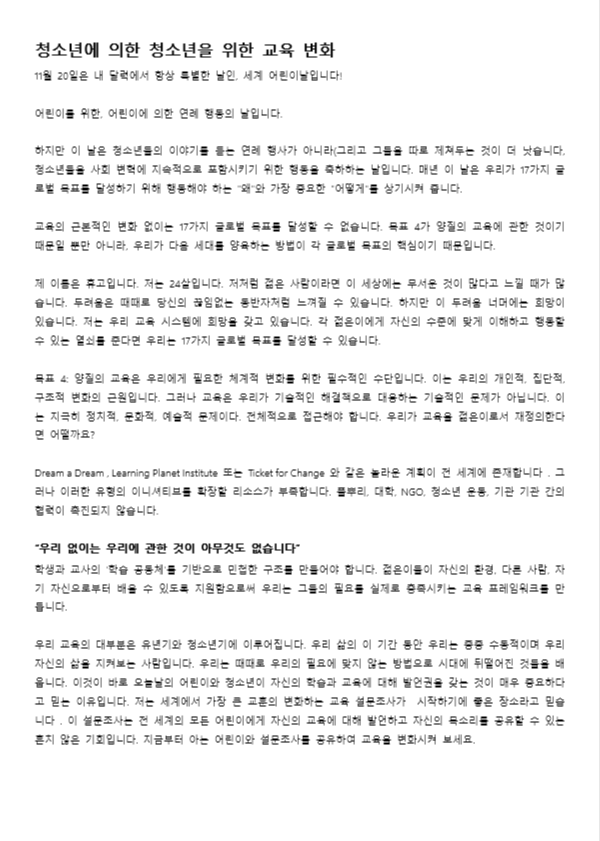 청소년에 의한 청소년을 위한 교육 변화
11월 20일은 내 달력에서 항상 특별한 날인, 세계 어린이날입니다!
어린이를 위한, 어린이에 의한 연례 행동의 날입니다.
하지만 이 날은 청소년들의 이야기를 듣는 연례 행사가 아니라(그리고 그들을 따로 제쳐두는 것이 더 낫습니다.
청소년들을 사회 변혁에 지속적으로 포함시키기 위한 행동을 축하하는 날입니다. 매년 이 날은 우리가 17가지 글
로벌 목표를 달성하기 위해 행동해야 하는 "왜"와 가장 중요한 "어떻게"를 상기시켜 줍니다.
교육의 근본적인 변화 없이는 17가지 글로벌 목표를 달성할 수 없습니다. 목표 4가 양질의 교육에 관한 것이기
때문일 뿐만 아니라, 우리가 다음 세대를 양육하는 방법이 각 글로벌 목표의 핵심이기 때문입니다.
제 이름은 휴고입니다. 저는 24살입니다. 저처럼 젊은 사람이라면 이 세상에는 무서운 것이 많다고 느낄 때가 많
습니다. 두려움은 때때로 당신의 끊임없는 동반자처럼 느껴질 수 있습니다. 하지만 이 두려움 너머에는 희망이
있습니다. 저는 우리 교육 시스템에 희망을 갖고 있습니다. 각 젊은이에게 자신의 수준에 맞게 이해하고 행동할
수 있는 열쇠를 준다면 우리는 17가지 글로벌 목표를 달성할 수 있습니다.
목표 4: 양질의 교육은 우리에게 필요한 체계적 변화를 위한 필수적인 수단입니다. 이는 우리의 개인적, 집단적,
구조적 변화의 근원입니다. 그러나 교육은 우리가 기술적인 해결책으로 대응하는 기술적인 문제가 아닙니다. 이
는 지극히 정치적, 문화적, 예술적 문제이다. 전체적으로 접근해야 합니다. 우리가 교육을 젊은이로서 재정의한다
면 어떨까요?
Dream a Dream , Learning Planet Institute 또는 Ticket for Change 와 같은 놀라운 계획이 전 세계에 존재합니다 . 그
러나 이러한 유형의 이니셔티브를 확장할 리소스가 부족합니다. 풀뿌리, 대학, NGO, 청소년 운동, 기관 기관 간의
협력이 촉진되지 않습니다.
"우리 없이는 우리에 관한 것이 아무것도 없습니다"
학생과 교사의 '학습 공동체'를 기반으로 민첩한 구조를 만들어야 합니다. 젊은이들이 자신의 환경, 다른 사람, 자
기 자신으로부터 배울 수 있도록 지원함으로써 우리는 그들의 필요를 실제로 충족시키는 교육 프레임워크를 만
듭니다.
우리 교육의 대부분은 유년기와 청소년기에 이루어집니다. 우리 삶의 이 기간 동안 우리는 종종 수동적이며 우리
자신의 삶을 지켜보는 사람입니다. 우리는 때때로 우리의 필요에 맞지 않는 방법으로 시대에 뒤떨어진 것들을 배
웁니다. 이것이 바로 오늘날의 어린이와 청소년이 자신의 학습과 교육에 대해 발언권을 갖는 것이 매우 중요하다
고 믿는 이유입니다. 저는 세계에서 가장 큰 교훈의 변화하는 교육 설문조사가 시작하기에 좋은 장소라고 믿습
니다 . 이 설문조사는 전 세계의 모든 어린이에게 자신의 교육에 대해 발언하고 자신의 목소리를 공유할 수 있는
흔지 않은 기회입니다. 지금부터 아는 어린이와 설문조사를 공유하여 교육을 변화시켜 보세요.